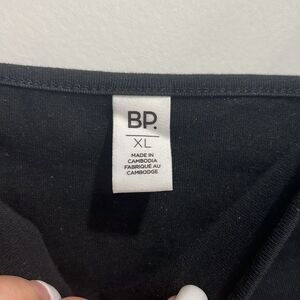 BP.
XL
MADE IN
CAMBODIA
FABRIQUÉ AU
CAMBODGE